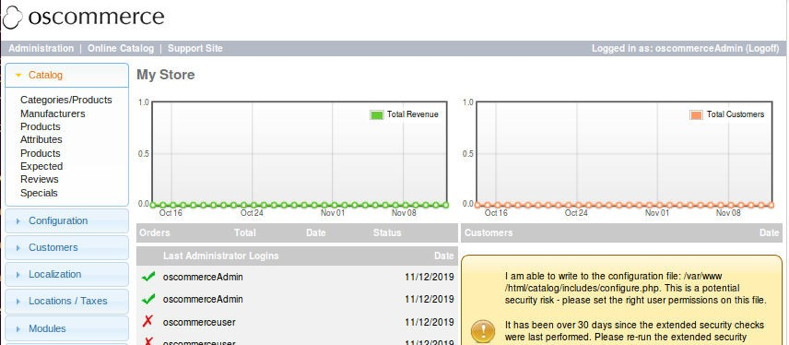 oscommerce
Administration | Online Catalog | Support Site
Logged in as: oscommerceAdmin (Logoff)
Catalog
Categories/Products
Manufacturers
Products
Attributes
Products
Expected
Reviews
Specials
Configuration
Customers
Localization
Locations / Taxes
Modules
My Store
1.0
0.5
0.0
Total Revenue
Oct 16 Oct 24 Nov 01 Nov 08
1.0
0.5
0.0
Total Customers
Oct 16 Oct 24 Nov 01 Nov 08
Orders Total Date Status
Customers Date
Last Administrator Logins Date
oscommerceAdmin 11/12/2019
oscommerceAdmin 11/12/2019
oscommerceuser 11/12/2019
oscommerceuser 11/12/2019
I am able to write to the configuration file: /var/www
/html/catalog/includes/configure.php. This is a potential
security risk - please set the right user permissions on this file.
It has been over 30 days since the extended security checks
were last performed. Please re-run the extended security